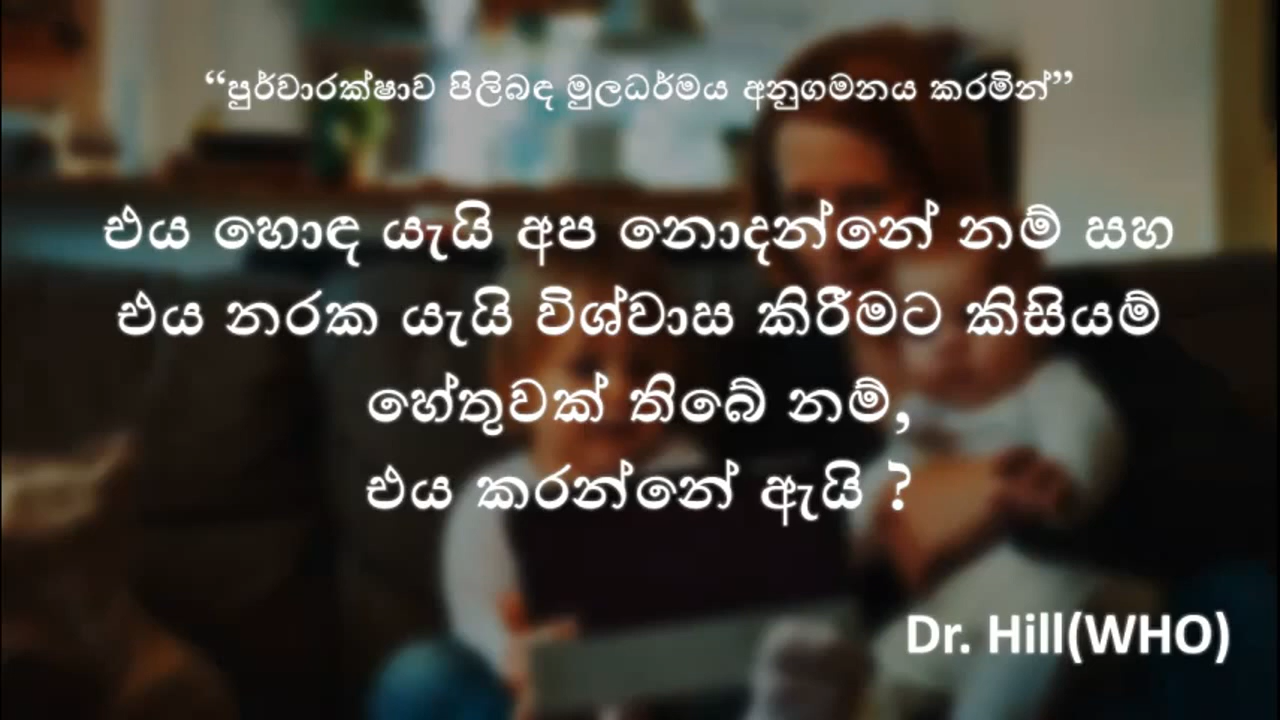 “පුර්වාරක්ෂාව පිලිබඳ මුලධර්මය අනුගමනය කරමින්”
එය හොඳ යැයි අප නොදන්නේ නම් සහ
එය නරක යැයි විශ්වාස කිරීමට කිසියම්
හේතුවක් තිබේ නම්,
එය කරන්නේ ඇයි ?
Dr. Hill(WHO)